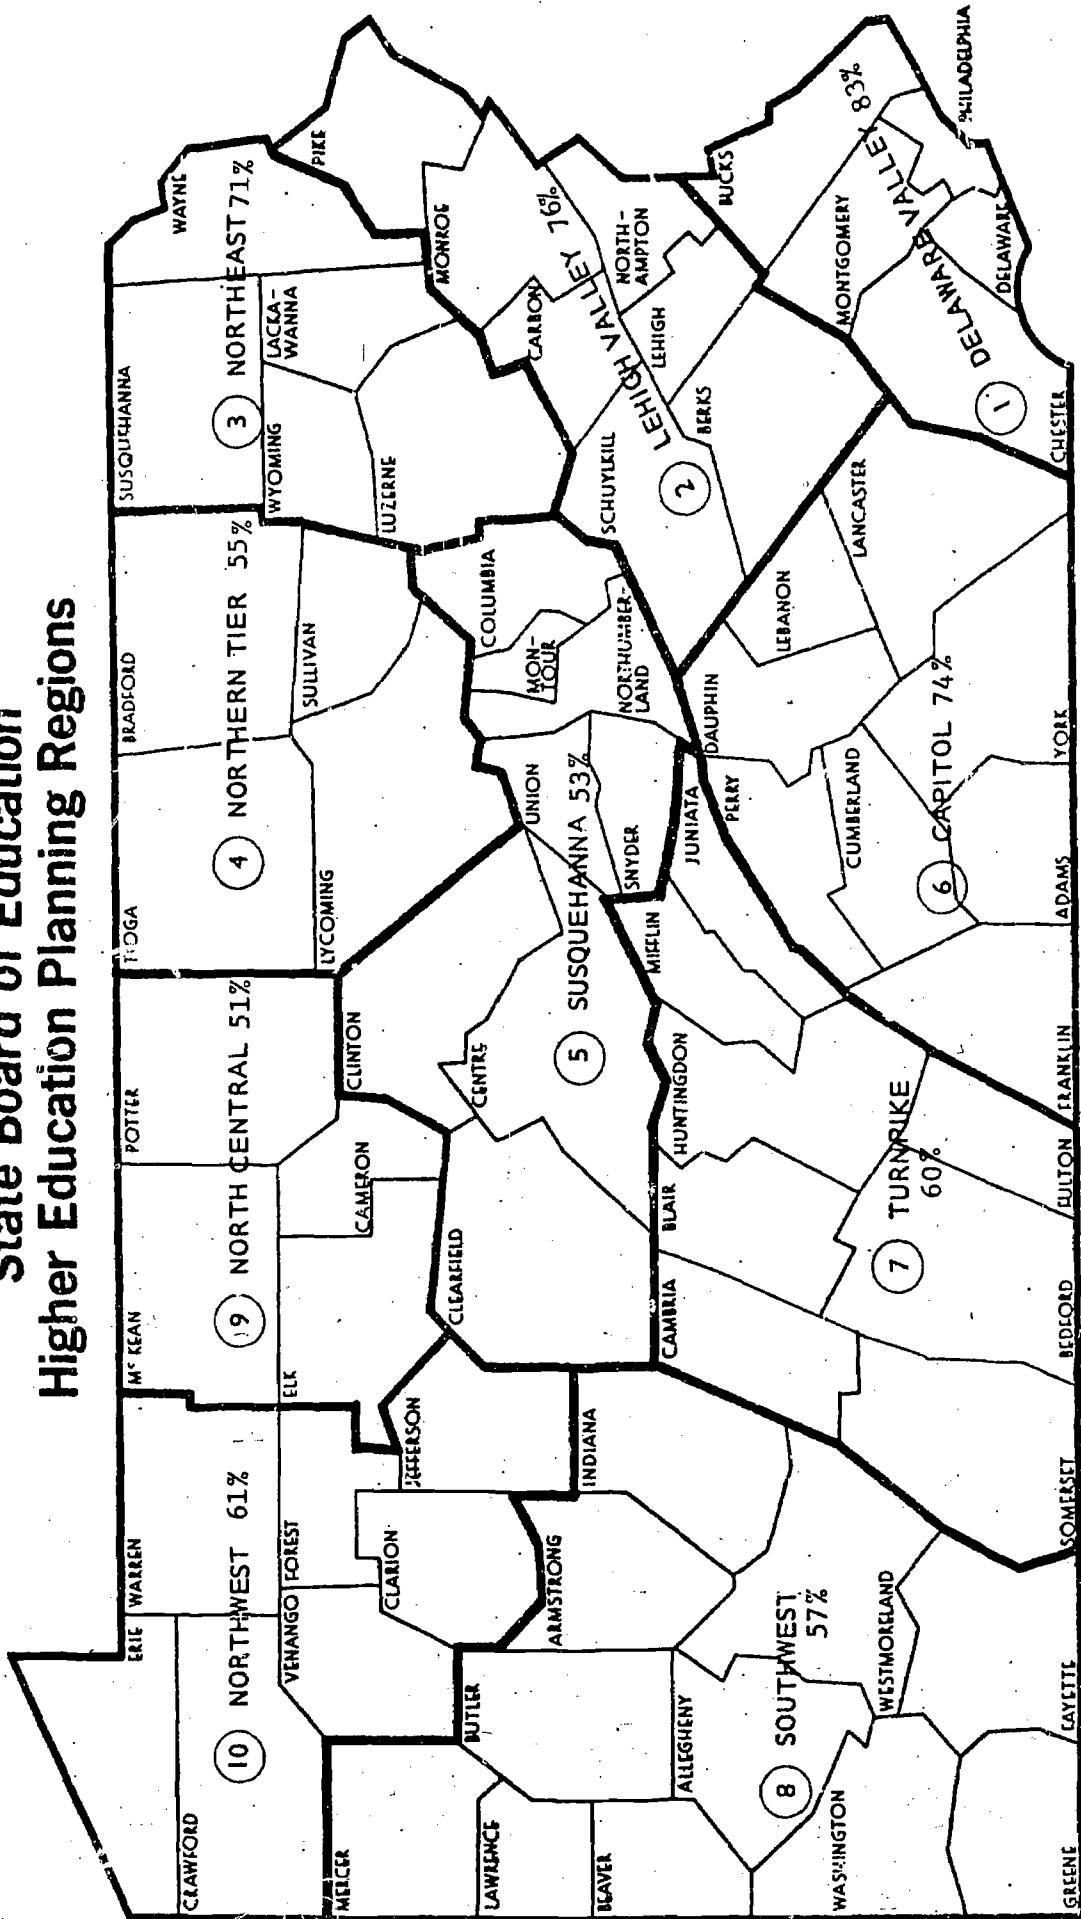 State Board of Education
Higher Education Planning Regions
ERIE
WARREN
MC KEAN
POTTER
TIOGA
BRADFORD
SUSQUEHANNA
WAYNE
CRAWFORD
10 NORTHWEST 61%
9 NORTH CENTRAL 51%
4 NORTHERN TIER 55%
3 NORTHEAST 71%
PIKE
VENANGO
FOREST
ELK
CAMERON
CLINTON
LYCOMING
SULLIVAN
WYOMING
LACKA-
WANNA
MERCER
CLARION
JEFFERSON
CLEARFIELD
CENTRE
LUZERNE
MONROE
LAWRENCE
BUTLER
ARMSTRONG
INDIANA
5 SUSQUEHANNA 53%
UNION
MON-
TOUR
COLUMBIA
CARBON
2 LEHIGH VALLEY 76%
BEAVER
SNYDER
NORTHUMBER-
LAND
SCHUYLKILL
LEHIGH
NORTH-
AMPTON
ALLEGHENY
CAMBRIA
BLAIR
HUNTINGDON
MIFFLIN
JUNIATA
PERRY
DAUPHIN
BERKS
BUCKS
8 SOUTHWEST
57%
LEBANON
WASHINGTON
WESTMORELAND
7 TURNPIKE
60%
CUMBERLAND
LANCASTER
MONTGOMERY
6 CAPITOL 74%
1 DELAWARE VALLEY 83%
DELAWARE
PHILADELPHIA
GREENE
FAYETTE
SOMERSET
BEDFORD
FULTON
FRANKLIN
ADAMS
YORK
CHESTER